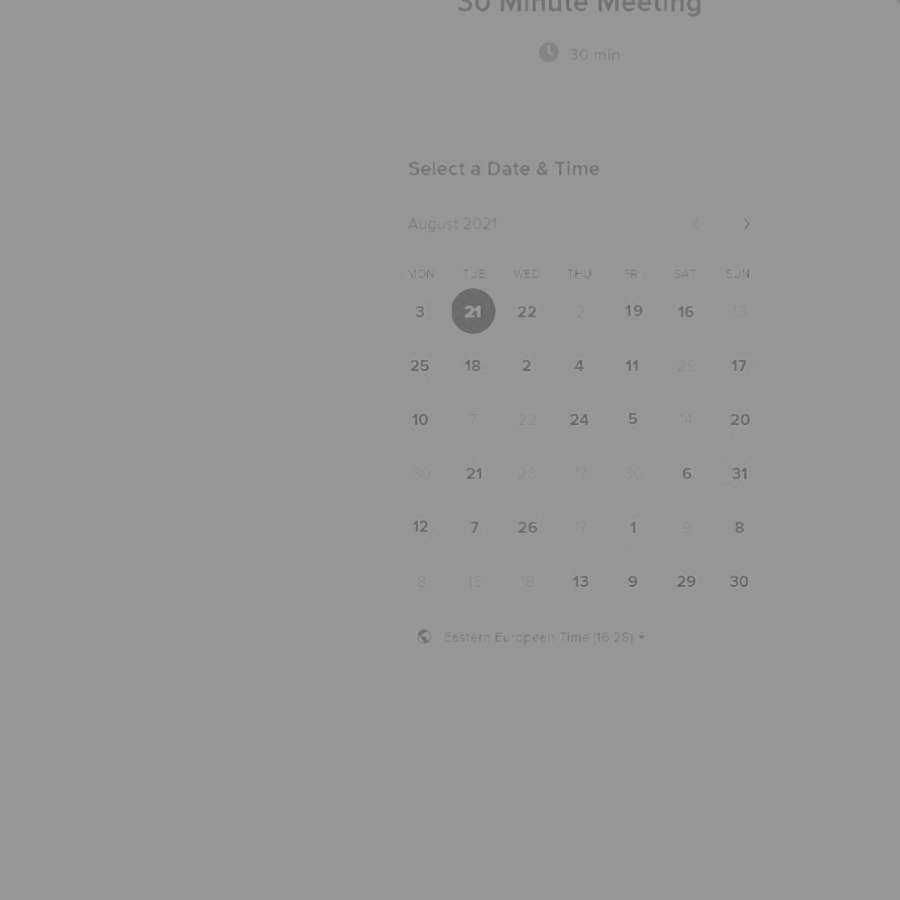 30 Minute Meeting
30 min
Select a Date & Time
August 2021
MON TUE WED THU FRI SAT SUN
3 21 22 2 19 16
25 18 2 4 11 29 17
10 7 22 24 5 14 20
30 21 26 17 30 6 31
12 7 26 17 1 9 8
8 15 18 13 9 29 30
Eastern European Time (16:28)